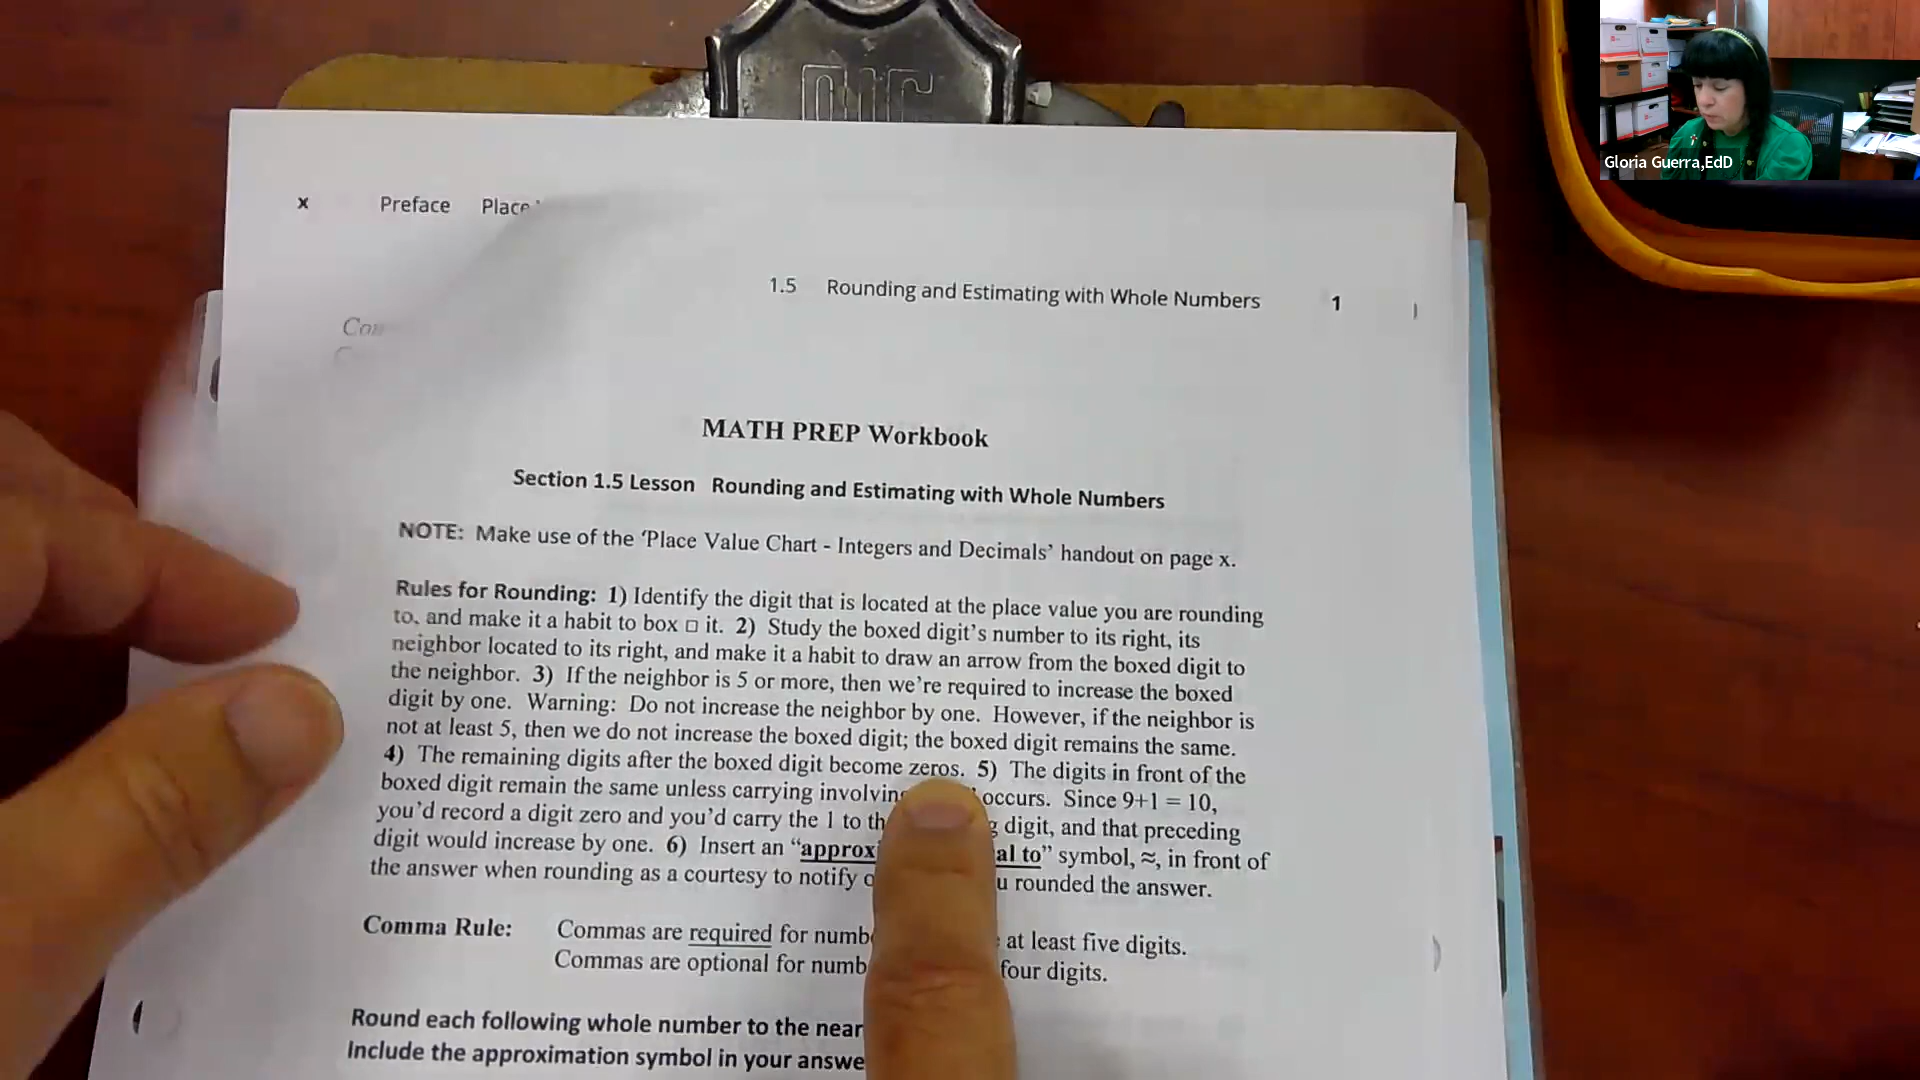 Gloria Guerra,EdD
x Preface Place
1.5 Rounding and Estimating with Whole Numbers 1
MATH PREP Workbook
Section 1.5 Lesson Rounding and Estimating with Whole Numbers
NOTE: Make use of the ‘Place Value Chart - Integers and Decimals’ handout on page x.
Rules for Rounding: 1) Identify the digit that is located at the place value you are rounding
to, and make it a habit to box □ it. 2) Study the boxed digit’s number to its right, its
neighbor located to its right, and make it a habit to draw an arrow from the boxed digit to
the neighbor. 3) If the neighbor is 5 or more, then we’re required to increase the boxed
digit by one. Warning: Do not increase the neighbor by one. However, if the neighbor is
not at least 5, then we do not increase the boxed digit; the boxed digit remains the same.
4) The remaining digits after the boxed digit become zeros. 5) The digits in front of the
boxed digit remain the same unless carrying involving occurs. Since 9+1 = 10,
you’d record a digit zero and you’d carry the 1 to digit, and that preceding
digit would increase by one. 6) Insert an “approx al to” symbol, ≈, in front of
the answer when rounding as a courtesy to notify rounded the answer.
Comma Rule: Commas are required for numb at least five digits.
Commas are optional for numb four digits.
Round each following whole number to the near
Include the approximation symbol in your answe